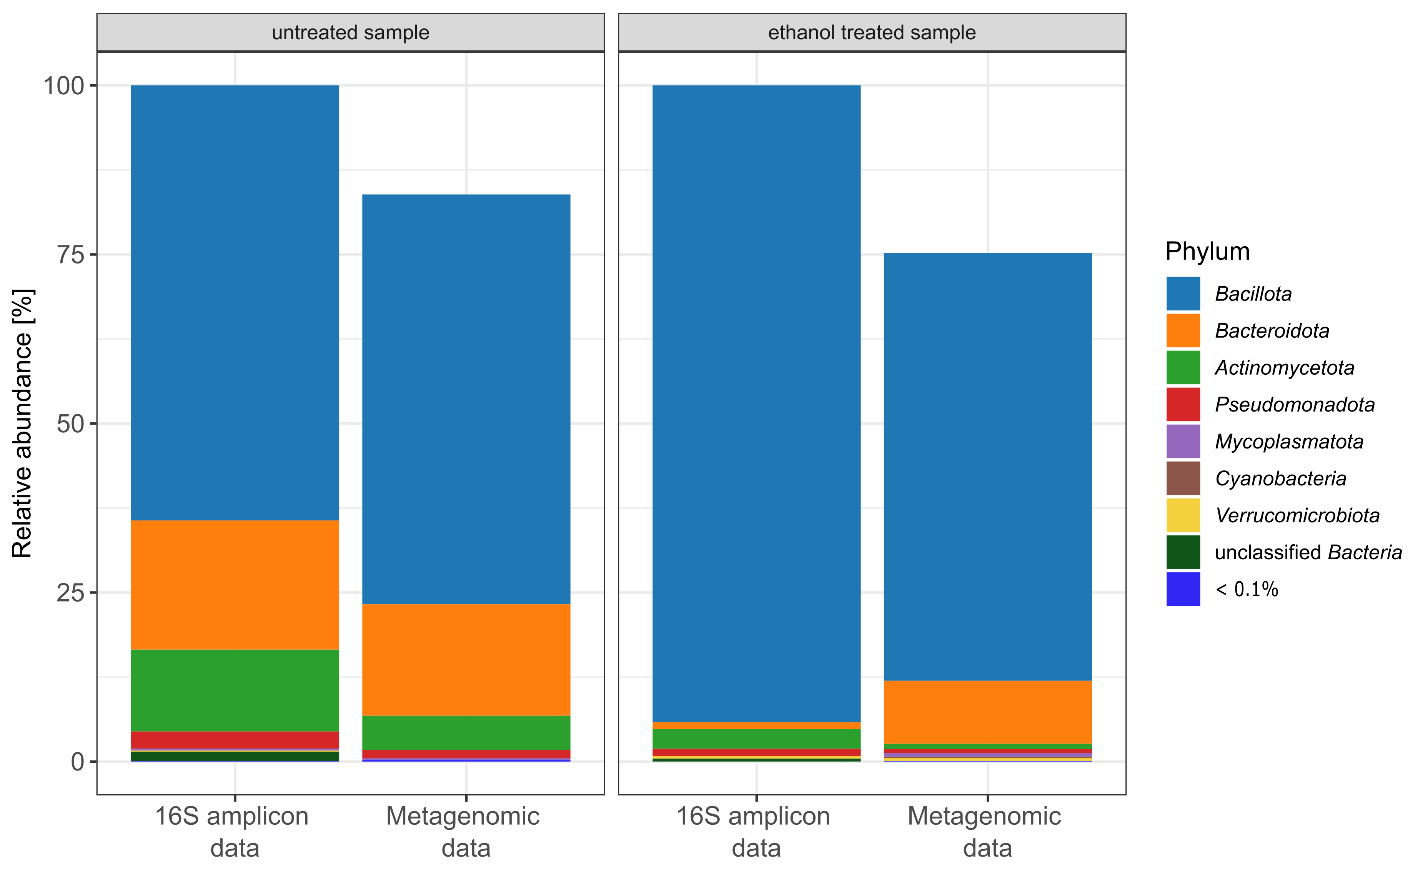 untreated sample
ethanol treated sample
Relative abundance [%]
100
75
50
25
0
16S amplicon
data
Metagenomic
data
16S amplicon
data
Metagenomic
data
Phylum
Bacillota
Bacteroidota
Actinomycetota
Pseudomonadota
Mycoplasmatota
Cyanobacteria
Verrucomicrobiota
unclassified Bacteria
< 0.1%